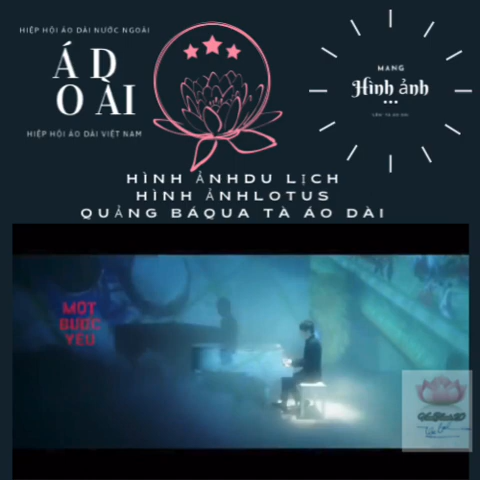 HIỆP HỘI ÁO DÀI NƯỚC NGOÀI
Á D
O ÀI
HIỆP HỘI ÁO DÀI VIỆT NAM
MANG
Hình ảnh
HÌNH ẢNHDU LỊCH
HÌNH ẢNHLOTUS
QUẢNG BÁQUA TÀ ÁO DÀI
MỘT
BƯỚC
YÊU